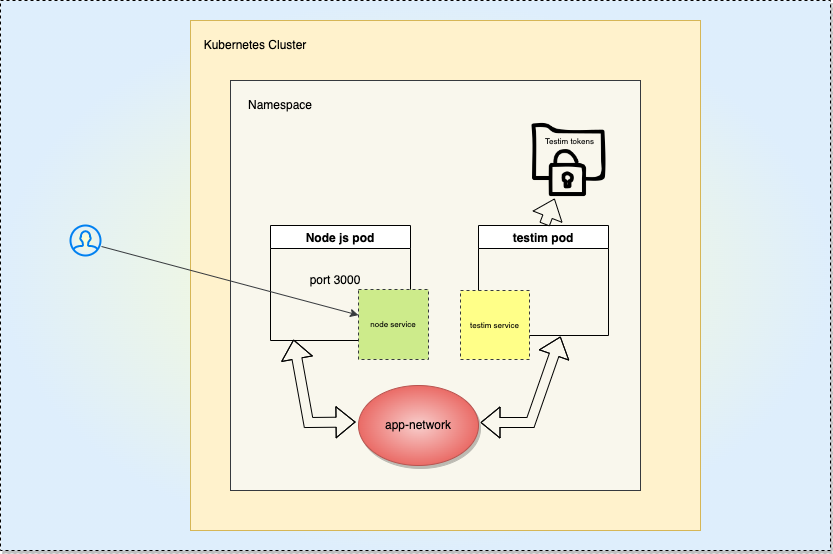 Kubernetes Cluster
Namespace
Testim tokens
Node js pod
testim pod
port 3000
node service
testim service
app-network